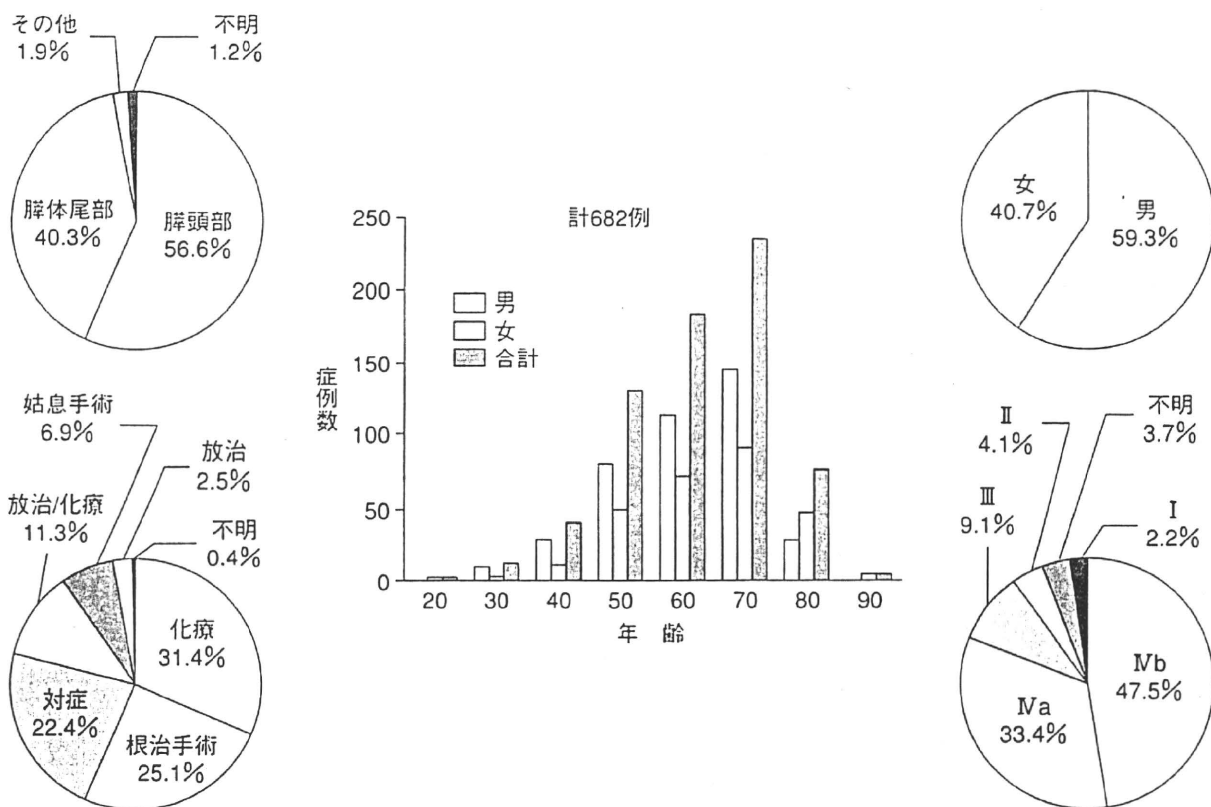 その他
1.9%
不明
1.2%
膵体尾部
40.3%
膵頭部
56.6%
計682例
男
女
合計
症例数
250
200
150
100
50
0
20 30 40 50 60 70 80 90
年 齢
女
40.7%
男
59.3%
姑息手術
6.9%
放治
2.5%
放治/化療
11.3%
不明
0.4%
化療
31.4%
対症
22.4%
根治手術
25.1%
Ⅱ
4.1%
不明
3.7%
Ⅲ
9.1%
Ⅰ
2.2%
Ⅳb
47.5%
Ⅳa
33.4%